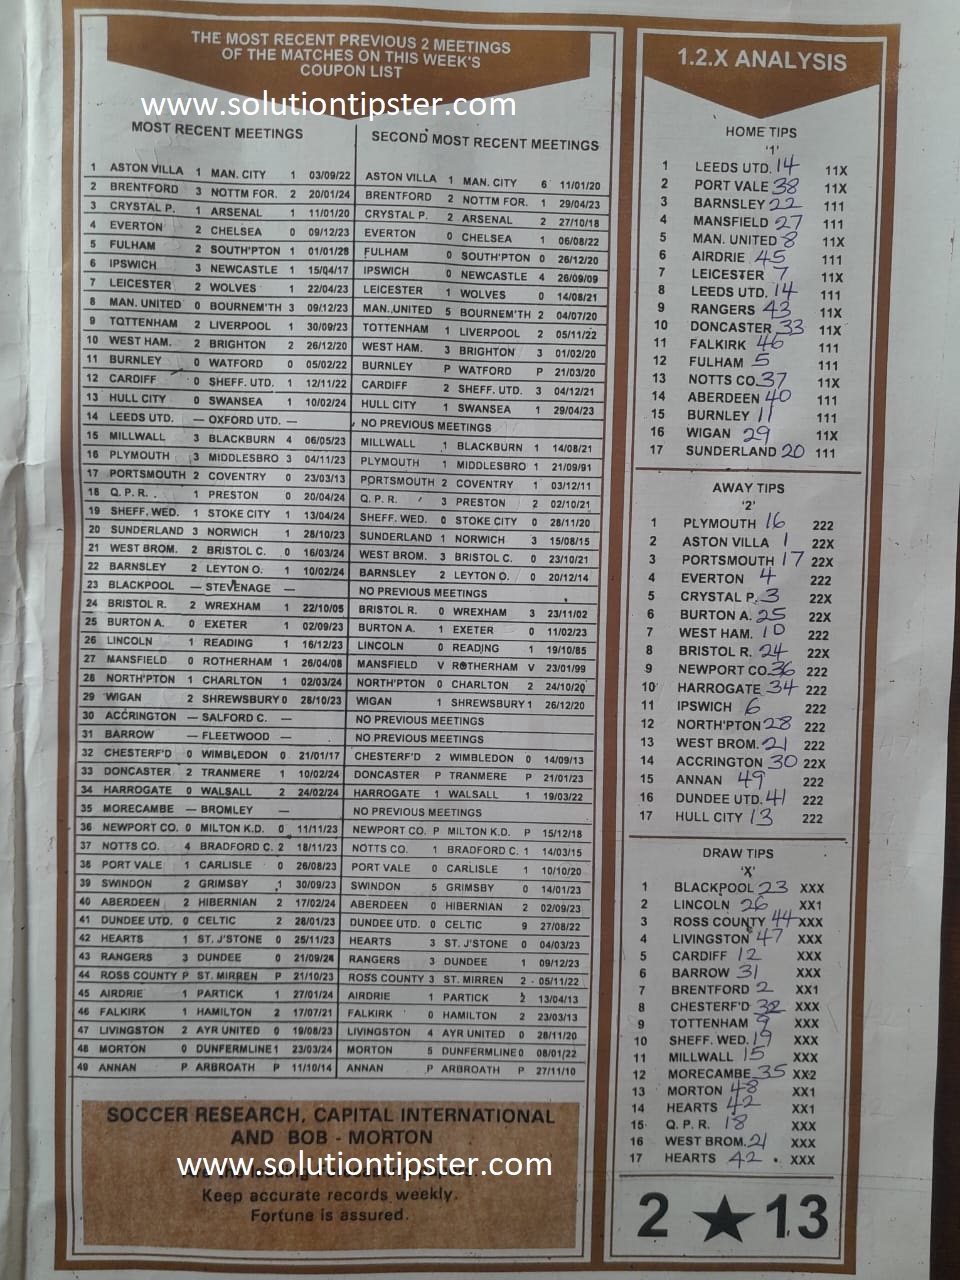 THE MOST RECENT PREVIOUS 2 MEETINGS
OF THE MATCHES ON THIS WEEK'S
COUPON LIST
www.solutiontipster.com
MOST RECENT MEETINGS
SECOND MOST RECENT MEETINGS
1 ASTON VILLA 1 MAN. CITY 1 03/09/22 ASTON VILLA 1 MAN. CITY 6 11/01/20
2 BRENTFORD 3 NOTTM FOR. 2 20/01/24 BRENTFORD 2 NOTTM FOR. 1 29/04/23
3 CRYSTAL P. 1 ARSENAL 1 11/01/20 CRYSTAL P. 2 ARSENAL 2 27/10/18
4 EVERTON 2 CHELSEA 0 09/12/23 EVERTON 0 CHELSEA 1 06/08/22
5 FULHAM 2 SOUTH'PTON 1 01/01/28 FULHAM 0 SOUTH'PTON 0 26/12/20
6 IPSWICH 3 NEWCASTLE 1 15/04/17 IPSWICH 0 NEWCASTLE 4 26/09/09
7 LEICESTER 2 WOLVES 1 22/04/23 LEICESTER 1 WOLVES 0 14/08/21
8 MAN. UNITED 0 BOURNEM'TH 3 09/12/23 MAN. UNITED 5 BOURNEM'TH 2 04/07/20
9 TOTTENHAM 2 LIVERPOOL 1 30/09/23 TOTTENHAM 1 LIVERPOOL 2 05/11/22
10 WEST HAM. 2 BRIGHTON 2 26/12/20 WEST HAM. 3 BRIGHTON 3 01/02/20
11 BURNLEY 0 WATFORD 0 05/02/22 BURNLEY P WATFORD P 21/03/20
12 CARDIFF 0 SHEFF. UTD. 1 12/11/22 CARDIFF 2 SHEFF. UTD. 3 04/12/21
13 HULL CITY 0 SWANSEA 1 10/02/24 HULL CITY 1 SWANSEA 1 29/04/23
14 LEEDS UTD. — OXFORD UTD. — NO PREVIOUS MEETINGS
15 MILLWALL 3 BLACKBURN 4 06/05/23 MILLWALL 1 BLACKBURN 1 14/08/21
16 PLYMOUTH 3 MIDDLESBRO 3 04/11/23 PLYMOUTH 1 MIDDLESBRO 1 21/09/91
17 PORTSMOUTH 2 COVENTRY 0 23/03/13 PORTSMOUTH 2 COVENTRY 1 03/12/11
18 Q. P. R. 1 PRESTON 0 20/04/24 Q. P. R. 3 PRESTON 2 02/10/21
19 SHEFF. WED. 1 STOKE CITY 1 13/04/24 SHEFF. WED. 0 STOKE CITY 0 28/11/20
20 SUNDERLAND 3 NORWICH 1 28/10/23 SUNDERLAND 1 NORWICH 3 15/08/15
21 WEST BROM. 2 BRISTOL C. 0 16/03/24 WEST BROM. 3 BRISTOL C. 0 23/10/21
22 BARNSLEY 2 LEYTON O. 1 10/02/24 BARNSLEY 2 LEYTON O. 0 20/12/14
23 BLACKPOOL — STEVENAGE — NO PREVIOUS MEETINGS
24 BRISTOL R. 2 WREXHAM 1 22/10/05 BRISTOL R. 0 WREXHAM 3 23/11/02
25 BURTON A. 0 EXETER 1 02/09/23 BURTON A. 1 EXETER 0 11/02/23
26 LINCOLN 1 READING 1 16/12/23 LINCOLN 0 READING 1 19/10/85
27 MANSFIELD 0 ROTHERHAM 1 26/04/08 MANSFIELD V ROTHERHAM V 23/01/99
28 NORTH'PTON 1 CHARLTON 1 02/03/24 NORTH'PTON 0 CHARLTON 2 24/10/20
29 WIGAN 2 SHREWSBURY 0 28/10/23 WIGAN 1 SHREWSBURY 1 26/12/20
30 ACCRINGTON — SALFORD C. — NO PREVIOUS MEETINGS
31 BARROW — FLEETWOOD — NO PREVIOUS MEETINGS
32 CHESTERF'D 0 WIMBLEDON 0 21/01/17 CHESTERF'D 2 WIMBLEDON 0 14/09/13
33 DONCASTER 2 TRANMERE 1 10/02/24 DONCASTER P TRANMERE P 21/01/23
34 HARROGATE 0 WALSALL 2 24/02/24 HARROGATE 1 WALSALL 1 19/03/22
35 MORECAMBE — BROMLEY — NO PREVIOUS MEETINGS
36 NEWPORT CO. 0 MILTON K.D. 0 11/11/23 NEWPORT CO. P MILTON K.D. P 15/12/18
37 NOTTS CO. 4 BRADFORD C. 2 18/11/23 NOTTS CO. 1 BRADFORD C. 1 14/03/15
38 PORT VALE 1 CARLISLE 0 26/08/23 PORT VALE 0 CARLISLE 1 10/10/20
39 SWINDON 2 GRIMSBY 1 30/09/23 SWINDON 5 GRIMSBY 0 14/01/23
40 ABERDEEN 2 HIBERNIAN 2 17/02/24 ABERDEEN 0 HIBERNIAN 2 02/09/23
41 DUNDEE UTD. 0 CELTIC 2 28/01/23 DUNDEE UTD. 0 CELTIC 9 27/08/22
42 HEARTS 1 ST. J'STONE 0 25/11/23 HEARTS 3 ST. J'STONE 0 04/03/23
43 RANGERS 3 DUNDEE 0 21/09/24 RANGERS 3 DUNDEE 1 09/12/23
44 ROSS COUNTY P ST. MIRREN P 21/10/23 ROSS COUNTY 3 ST. MIRREN 2 05/11/22
45 AIRDRIE 1 PARTICK 1 27/01/24 AIRDRIE 1 PARTICK 2 13/04/13
46 FALKIRK 1 HAMILTON 2 17/07/21 FALKIRK 0 HAMILTON 2 23/03/13
47 LIVINGSTON 2 AYR UNITED 0 19/08/23 LIVINGSTON 4 AYR UNITED 0 28/11/20
48 MORTON 0 DUNFERMLINE 1 23/03/24 MORTON 5 DUNFERMLINE 0 08/01/22
49 ANNAN P ARBROATH P 11/10/14 ANNAN P ARBROATH P 27/11/10
SOCCER RESEARCH, CAPITAL INTERNATIONAL
AND BOB - MORTON
www.solutiontipster.com
Keep accurate records weekly.
Fortune is assured.
1.2.X ANALYSIS
HOME TIPS
'1'
1 LEEDS UTD. 14 11X
2 PORT VALE 38 11X
3 BARNSLEY 22 111
4 MANSFIELD 27 111
5 MAN. UNITED 8 11X
6 AIRDRIE 45 111
7 LEICESTER 7 11X
8 LEEDS UTD. 14 111
9 RANGERS 43 11X
10 DONCASTER 33 11X
11 FALKIRK 46 111
12 FULHAM 5 111
13 NOTTS CO. 37 11X
14 ABERDEEN 40 111
15 BURNLEY 11 111
16 WIGAN 29 11X
17 SUNDERLAND 20 111
AWAY TIPS
'2'
1 PLYMOUTH 16 222
2 ASTON VILLA 1 22X
3 PORTSMOUTH 17 22X
4 EVERTON 4 222
5 CRYSTAL P. 3 22X
6 BURTON A. 25 22X
7 WEST HAM. 10 222
8 BRISTOL R. 24 22X
9 NEWPORT CO. 36 222
10 HARROGATE 34 222
11 IPSWICH 6 222
12 NORTH'PTON 28 222
13 WEST BROM. 21 222
14 ACCRINGTON 30 22X
15 ANNAN 49 222
16 DUNDEE UTD. 41 222
17 HULL CITY 13 222
DRAW TIPS
'X'
1 BLACKPOOL 23 XXX
2 LINCOLN 26 XX1
3 ROSS COUNTY 44 XXX
4 LIVINGSTON 47 XXX
5 CARDIFF 12 XXX
6 BARROW 31 XXX
7 BRENTFORD 2 XX1
8 CHESTERF'D 32 XXX
9 TOTTENHAM 9 XXX
10 SHEFF. WED. 19 XXX
11 MILLWALL 15 XXX
12 MORECAMBE 35 XX2
13 MORTON 48 XX1
14 HEARTS 42 XX1
15 Q. P. R. 18 XXX
16 WEST BROM. 21 XXX
17 HEARTS 42 XXX
2 ★ 13